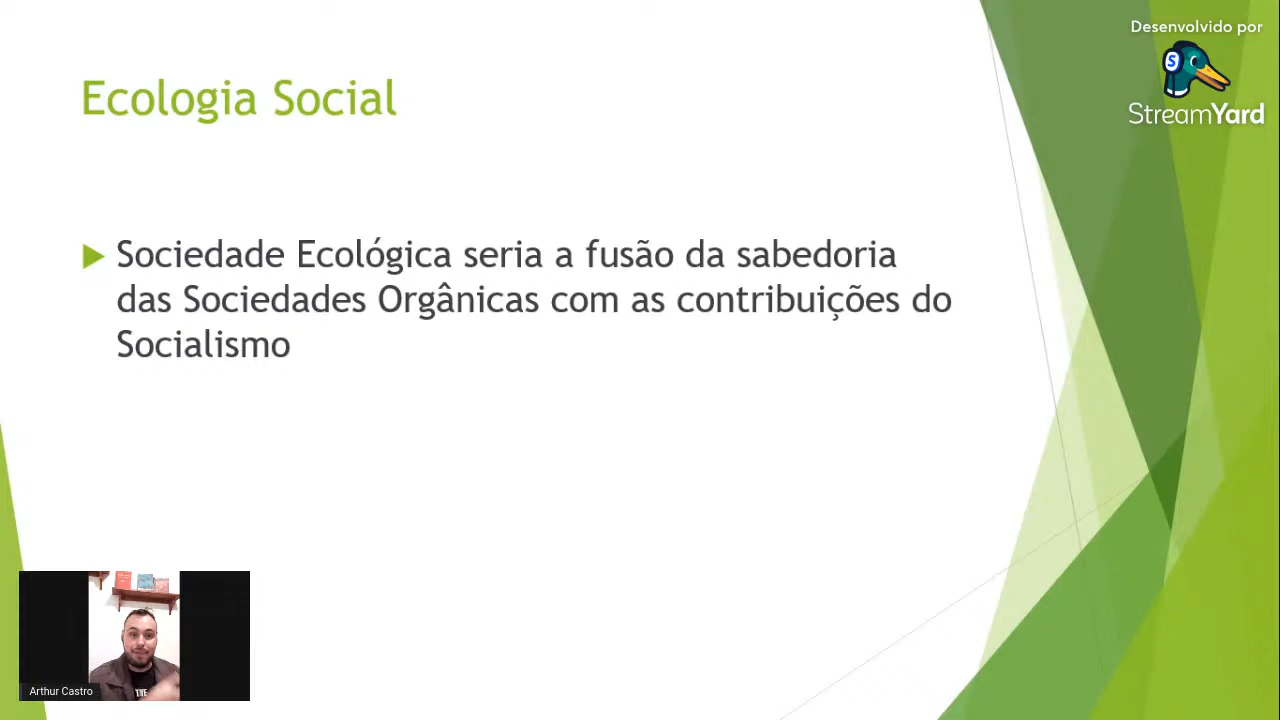 Desenvolvido por
S
StreamYard
Ecologia Social
Sociedade Ecológica seria a fusão da sabedoria
das Sociedades Orgânicas com as contribuições do
Socialismo
THE
Arthur Castro